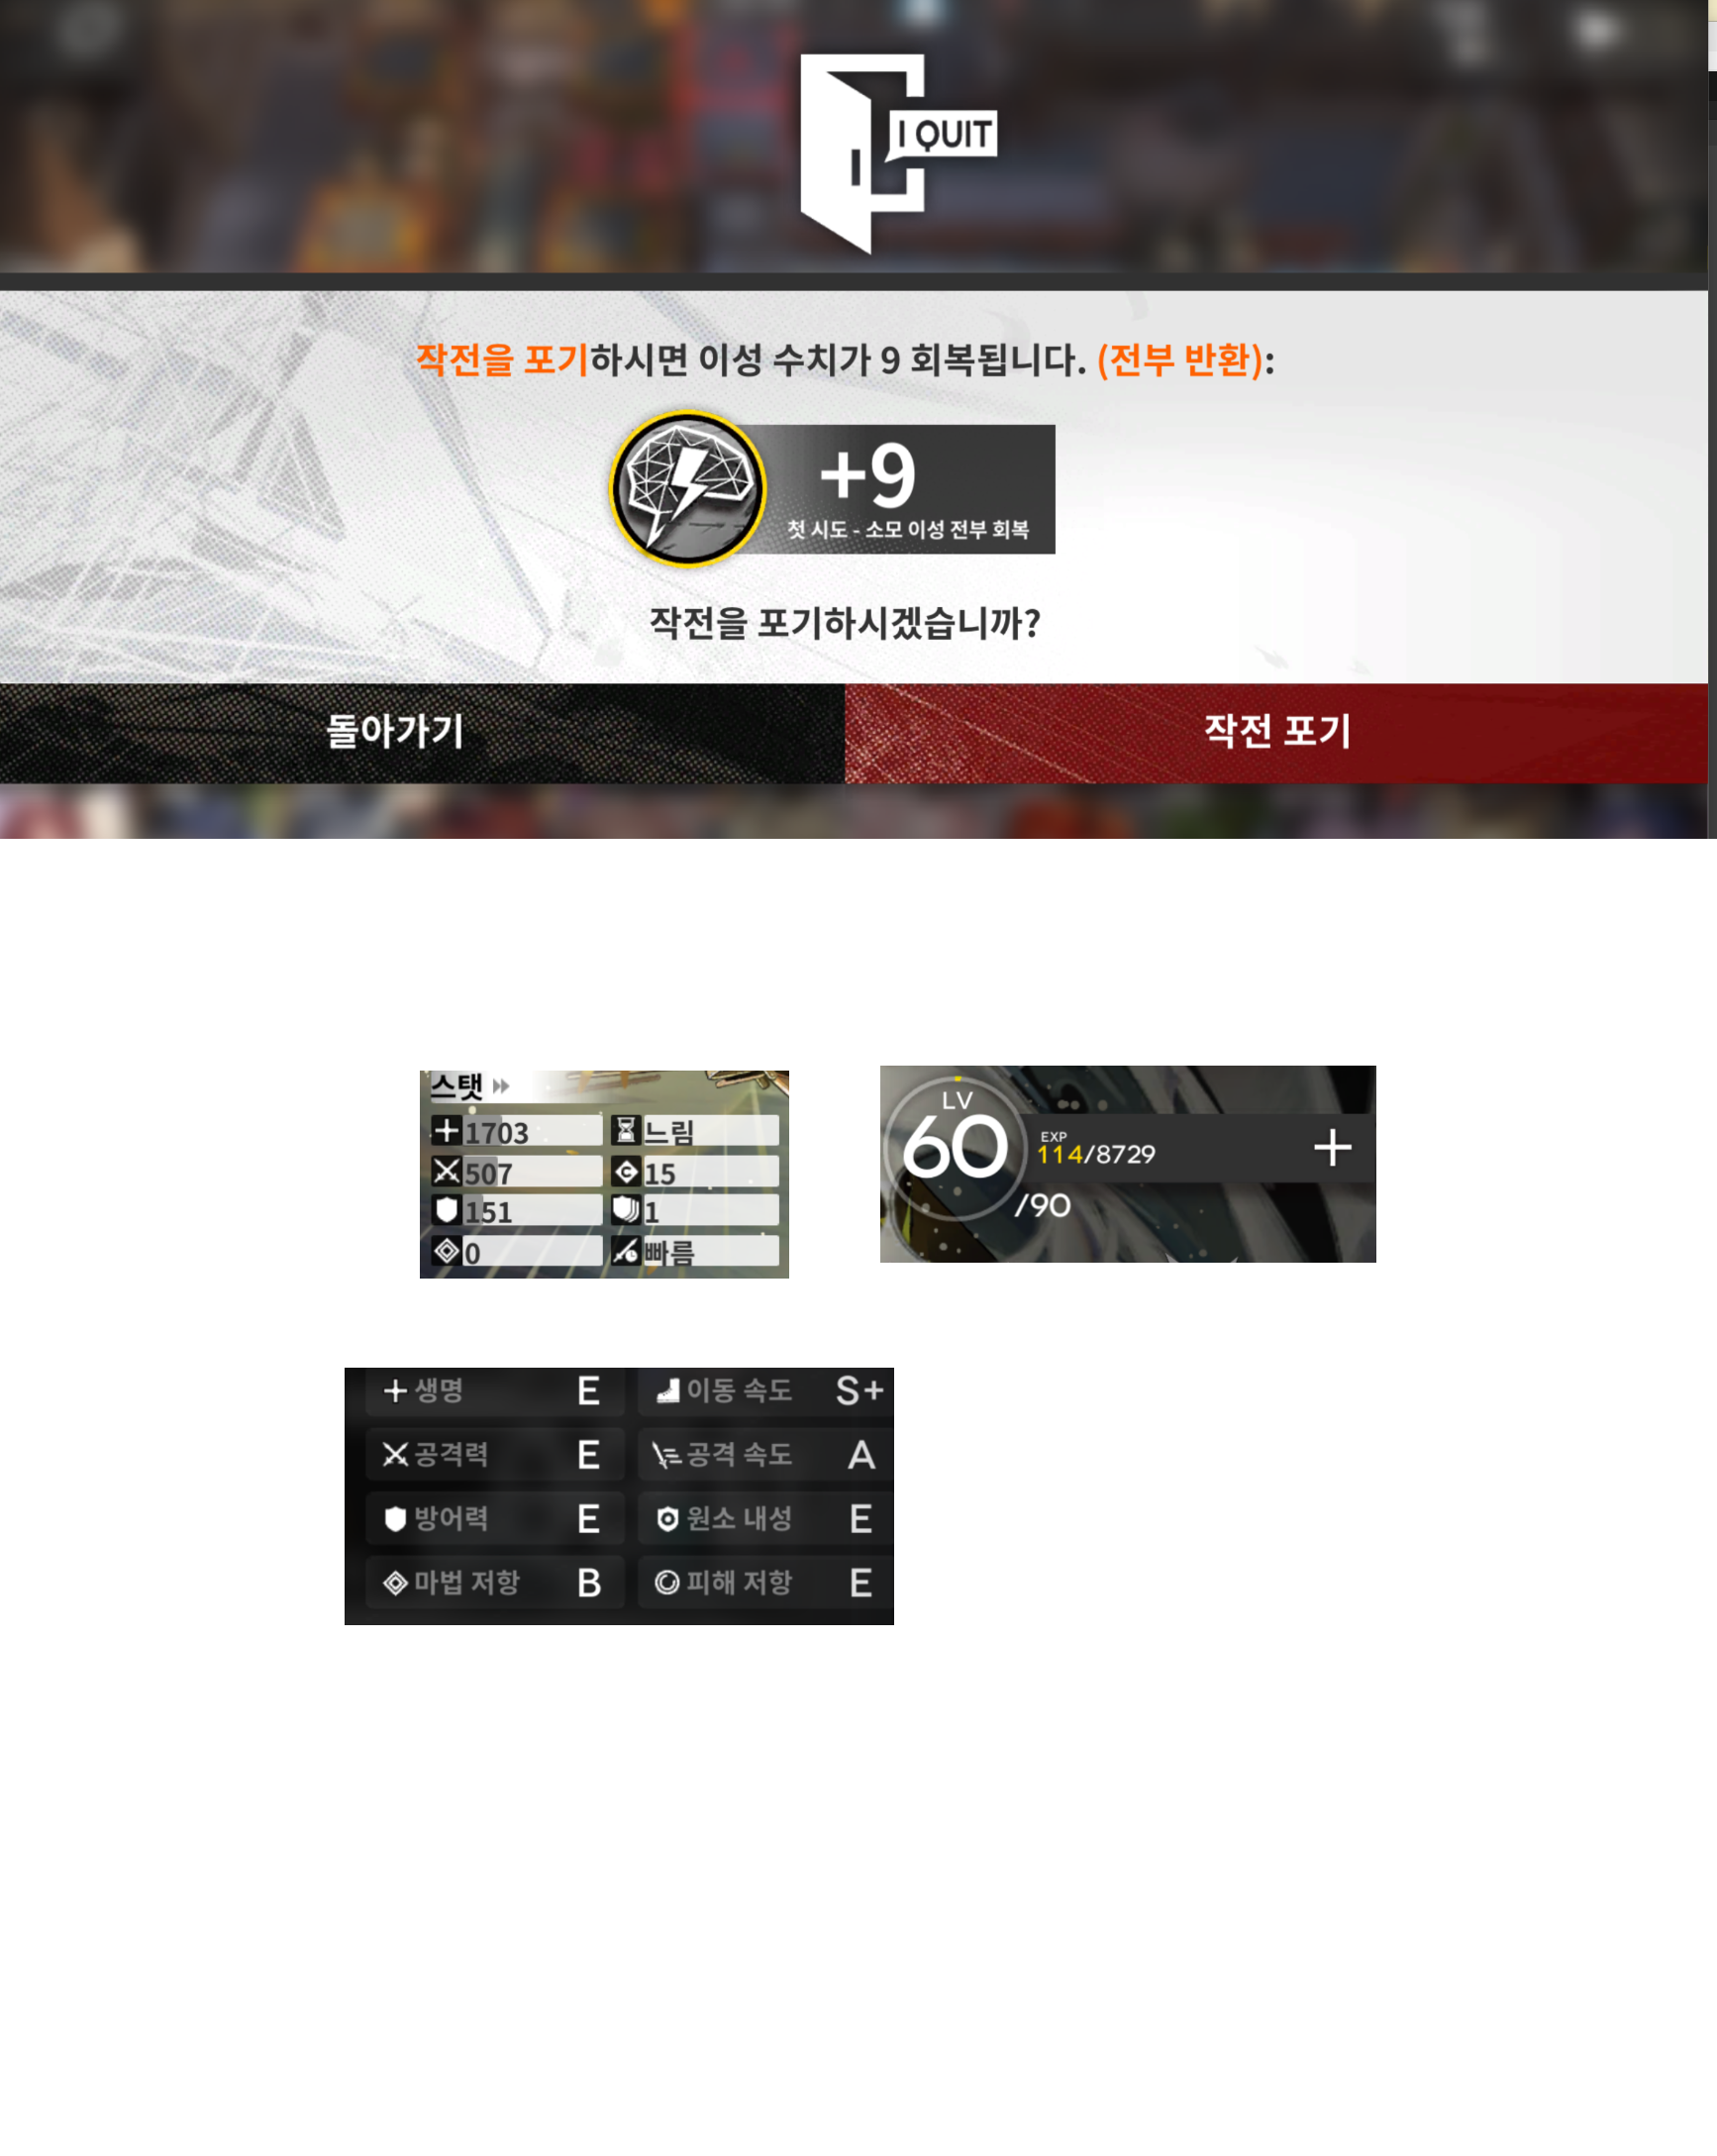 I QUIT
작전을 포기하시면 이성 수치가 9 회복됩니다. (전부 반환):
+9
첫 시도 - 소모 이성 전부 회복
작전을 포기하시겠습니까?
돌아가기 작전 포기
스탯
1703 느림
507 15
151 1
0 빠름
LV
60
EXP
114/8729
/90
생명 E 이동 속도 S+
공격력 E 공격 속도 A
방어력 E 원소 내성 E
마법 저항 B 피해 저항 E